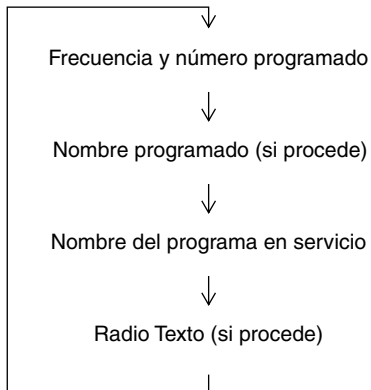 Frecuencia y número programado
Nombre programado (si procede)
Nombre del programa en servicio
Radio Texto (si procede)